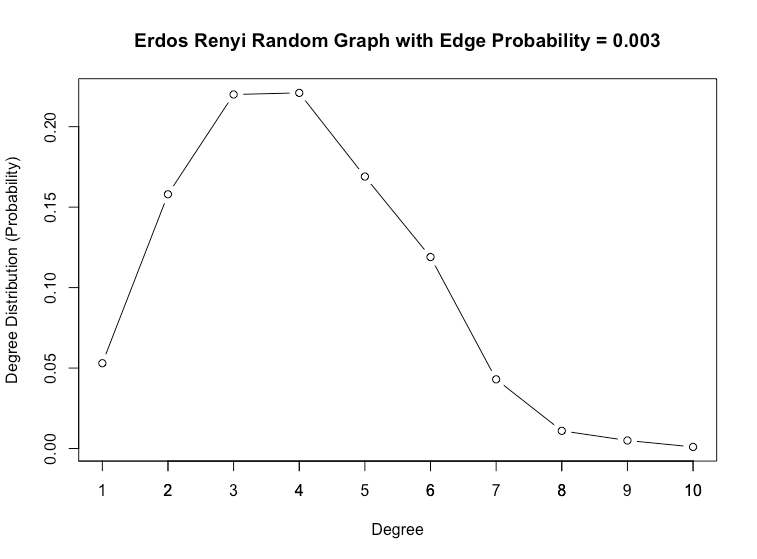 Erdos Renyi Random Graph with Edge Probability = 0.003
Degree Distribution (Probability)
0.20
0.15
0.10
0.05
0.00
1 2 3 4 5 6 7 8 9 10
Degree